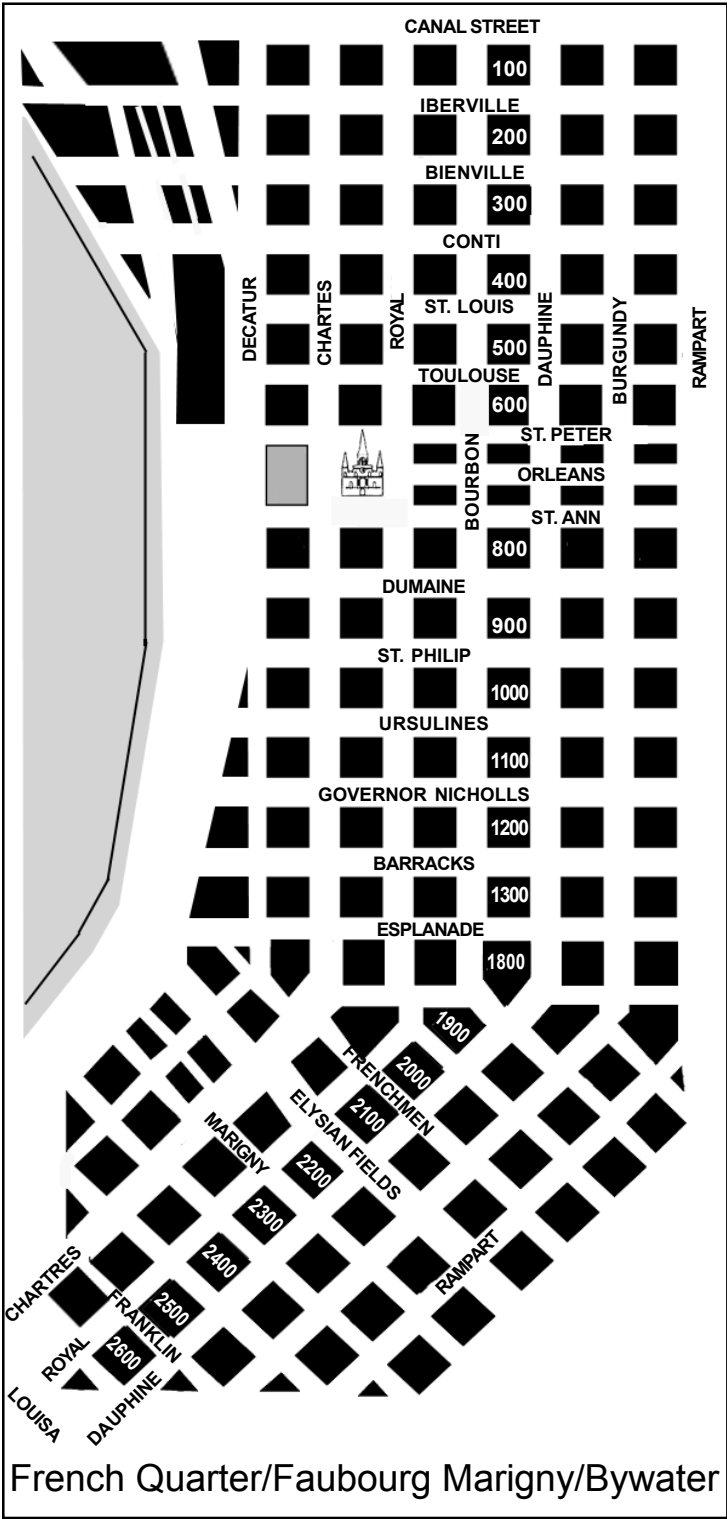 CANAL STREET
100
IBERVILLE
200
BIENVILLE
300
CONTI
400
DECATUR
CHARTES
ROYAL
ST. LOUIS
DAUPHINE
BURGUNDY
RAMPART
500
TOULOUSE
600
ST. PETER
BOURBON
ORLEANS
ST. ANN
800
DUMAINE
900
ST. PHILIP
1000
URSULINES
1100
GOVERNOR NICHOLLS
1200
BARRACKS
1300
ESPLANADE
1800
1900
FRENCHMEN
2000
ELYSIAN FIELDS
2100
MARIGNY
2200
2300
RAMPART
2400
CHARTRES
FRANKLIN
2500
ROYAL
2600
LOUISA
DAUPHINE
French Quarter/Faubourg Marigny/Bywater